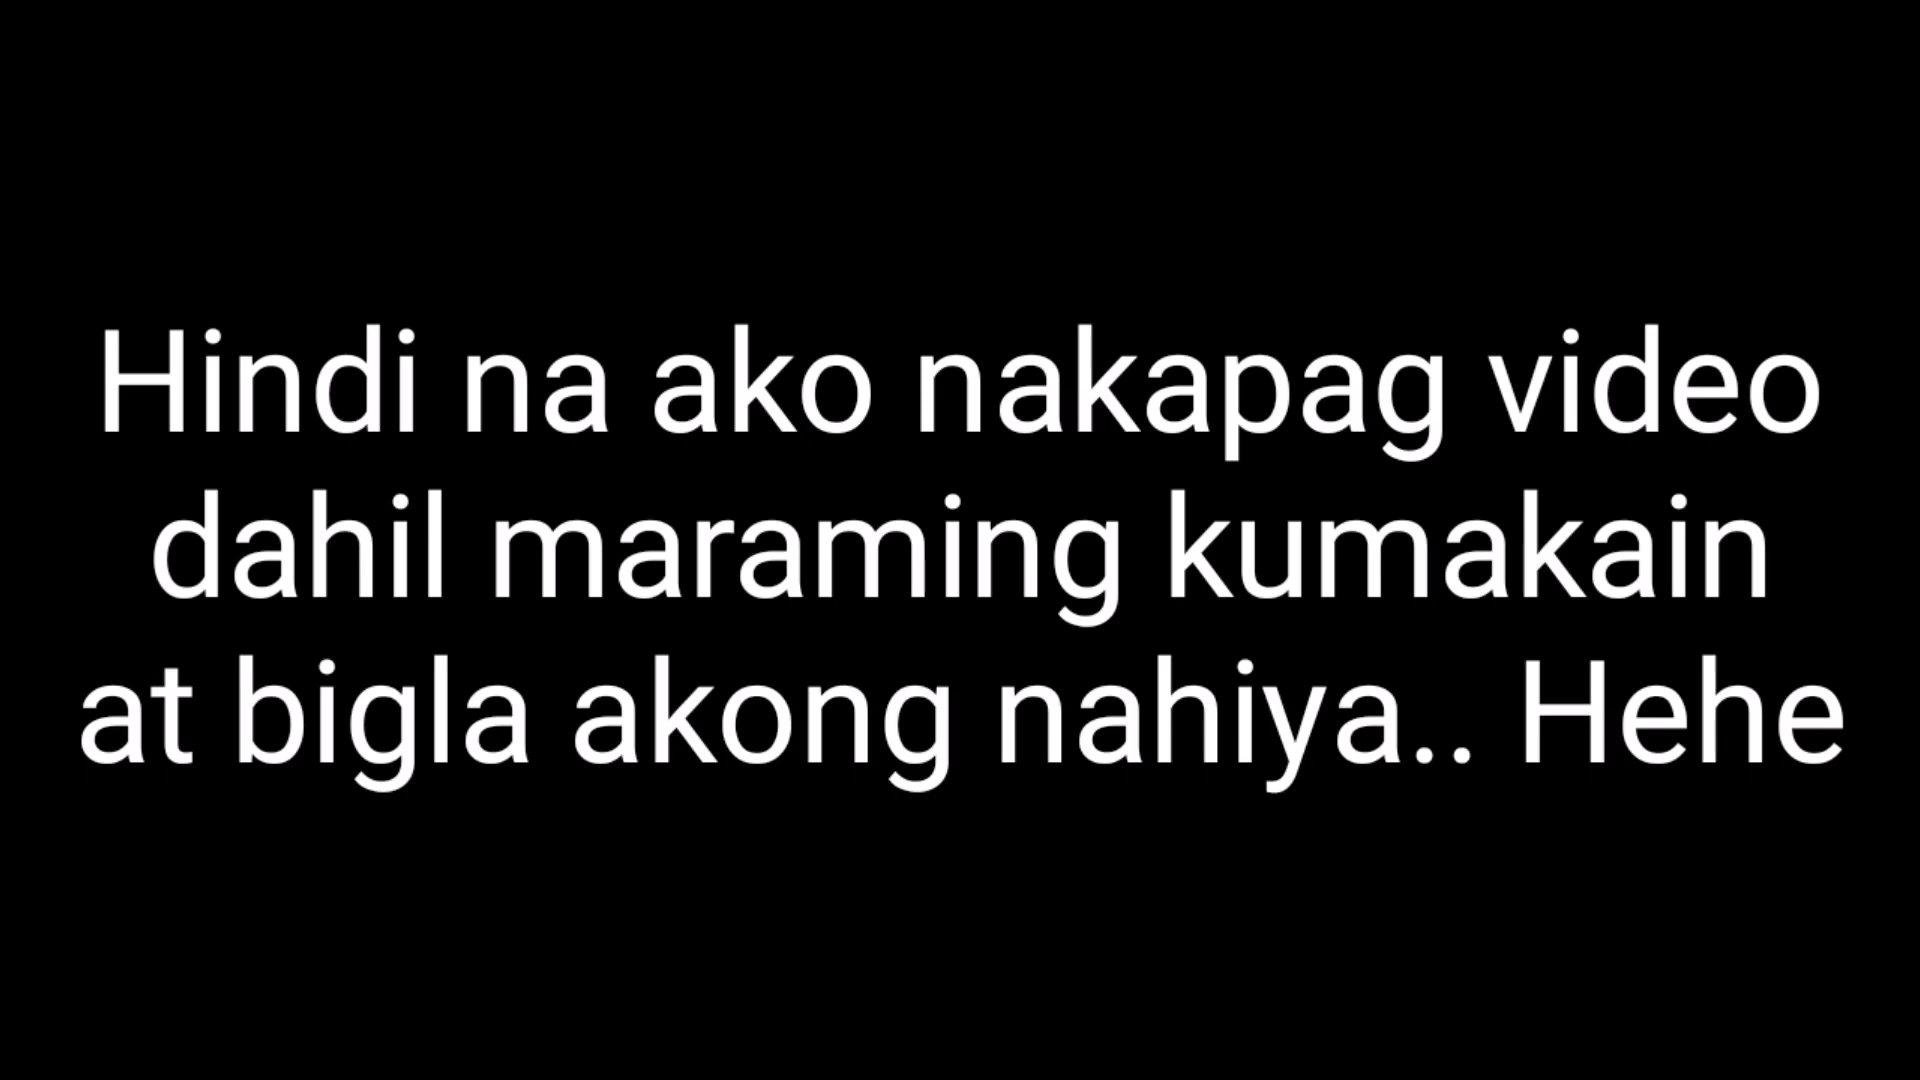 Hindi na ako nakapag video
dahil maraming kumakain
at bigla akong nahiya.. Hehe